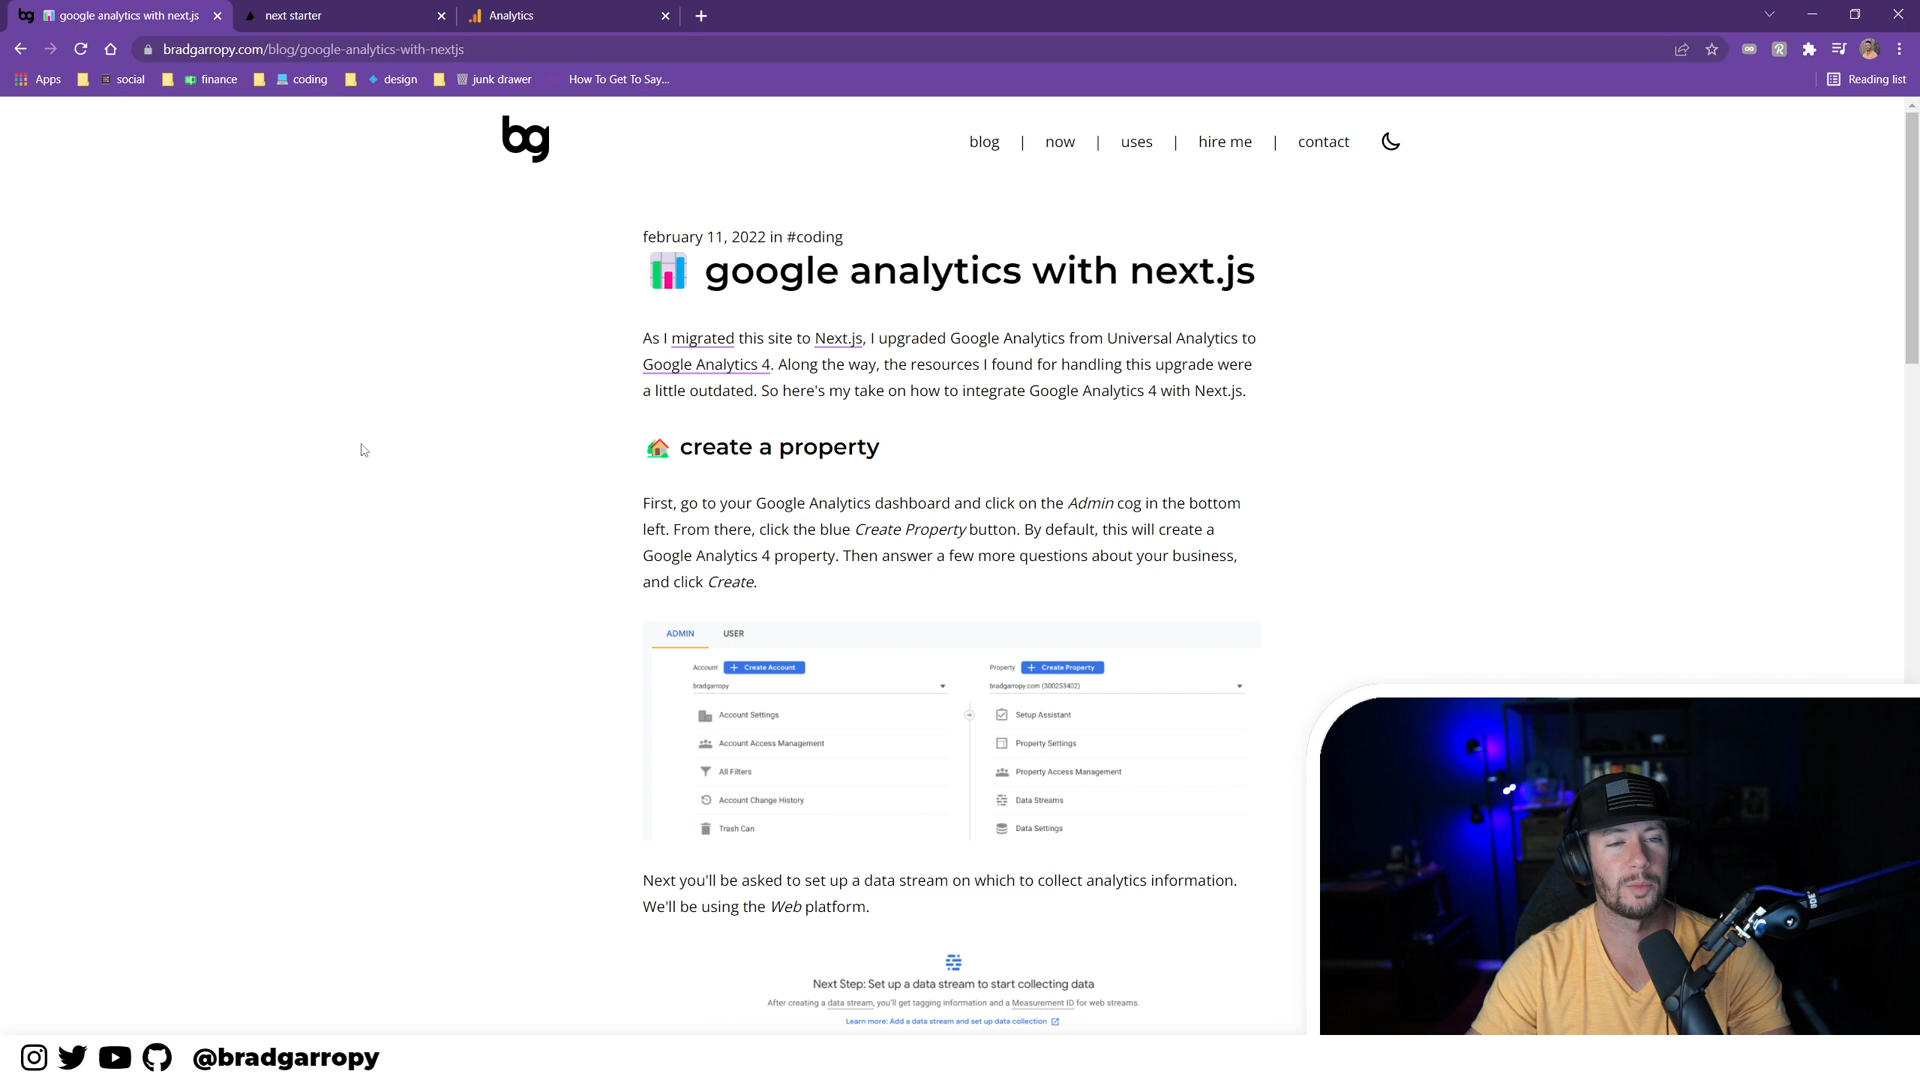 google analytics with next.js
next starter
Analytics
bradgarropy.com/blog/google-analytics-with-nextjs
Apps
social
finance
coding
design
junk drawer
How To Get To Say...
Reading list
bg
blog | now | uses | hire me | contact
february 11, 2022 in #coding
google analytics with next.js
As I migrated this site to Next.js, I upgraded Google Analytics from Universal Analytics to
Google Analytics 4. Along the way, the resources I found for handling this upgrade were
a little outdated. So here's my take on how to integrate Google Analytics 4 with Next.js.
create a property
First, go to your Google Analytics dashboard and click on the Admin cog in the bottom
left. From there, click the blue Create Property button. By default, this will create a
Google Analytics 4 property. Then answer a few more questions about your business,
and click Create.
ADMIN USER
Account + Create Account
bradgarropy
Account Settings
Account Access Management
All Filters
Account Change History
Trash Can
Property + Create Property
bradgarropy.com (300253402)
Setup Assistant
Property Settings
Property Access Management
Data Streams
Data Settings
Next you'll be asked to set up a data stream on which to collect analytics information.
We'll be using the Web platform.
Next Step: Set up a data stream to start collecting data
After creating a data stream, you'll get tagging information and a Measurement ID for web streams.
Learn more: Add a data stream and set up data collection
RODE
@bradgarropy